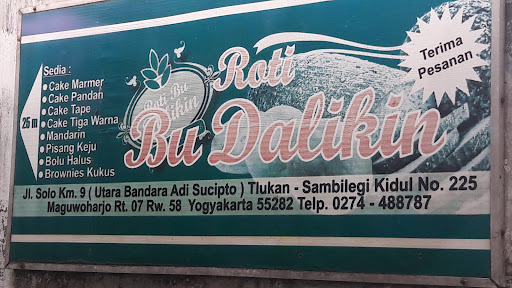 Sedia :
• Cake Marmer
• Cake Pandan
• Cake Tape
• Cake Tiga Warna
• Mandarin
• Pisang Keju
• Bolu Halus
• Brownies Kukus
25 m
Roti Bu
Dalikin
Roti
Bu Dalikin
Terima
Pesanan
Jl. Solo Km. 9 ( Utara Bandara Adi Sucipto ) Tlukan - Sambilegi Kidul No. 225
Maguwoharjo Rt. 07 Rw. 58 Yogyakarta 55282 Telp. 0274 - 488787